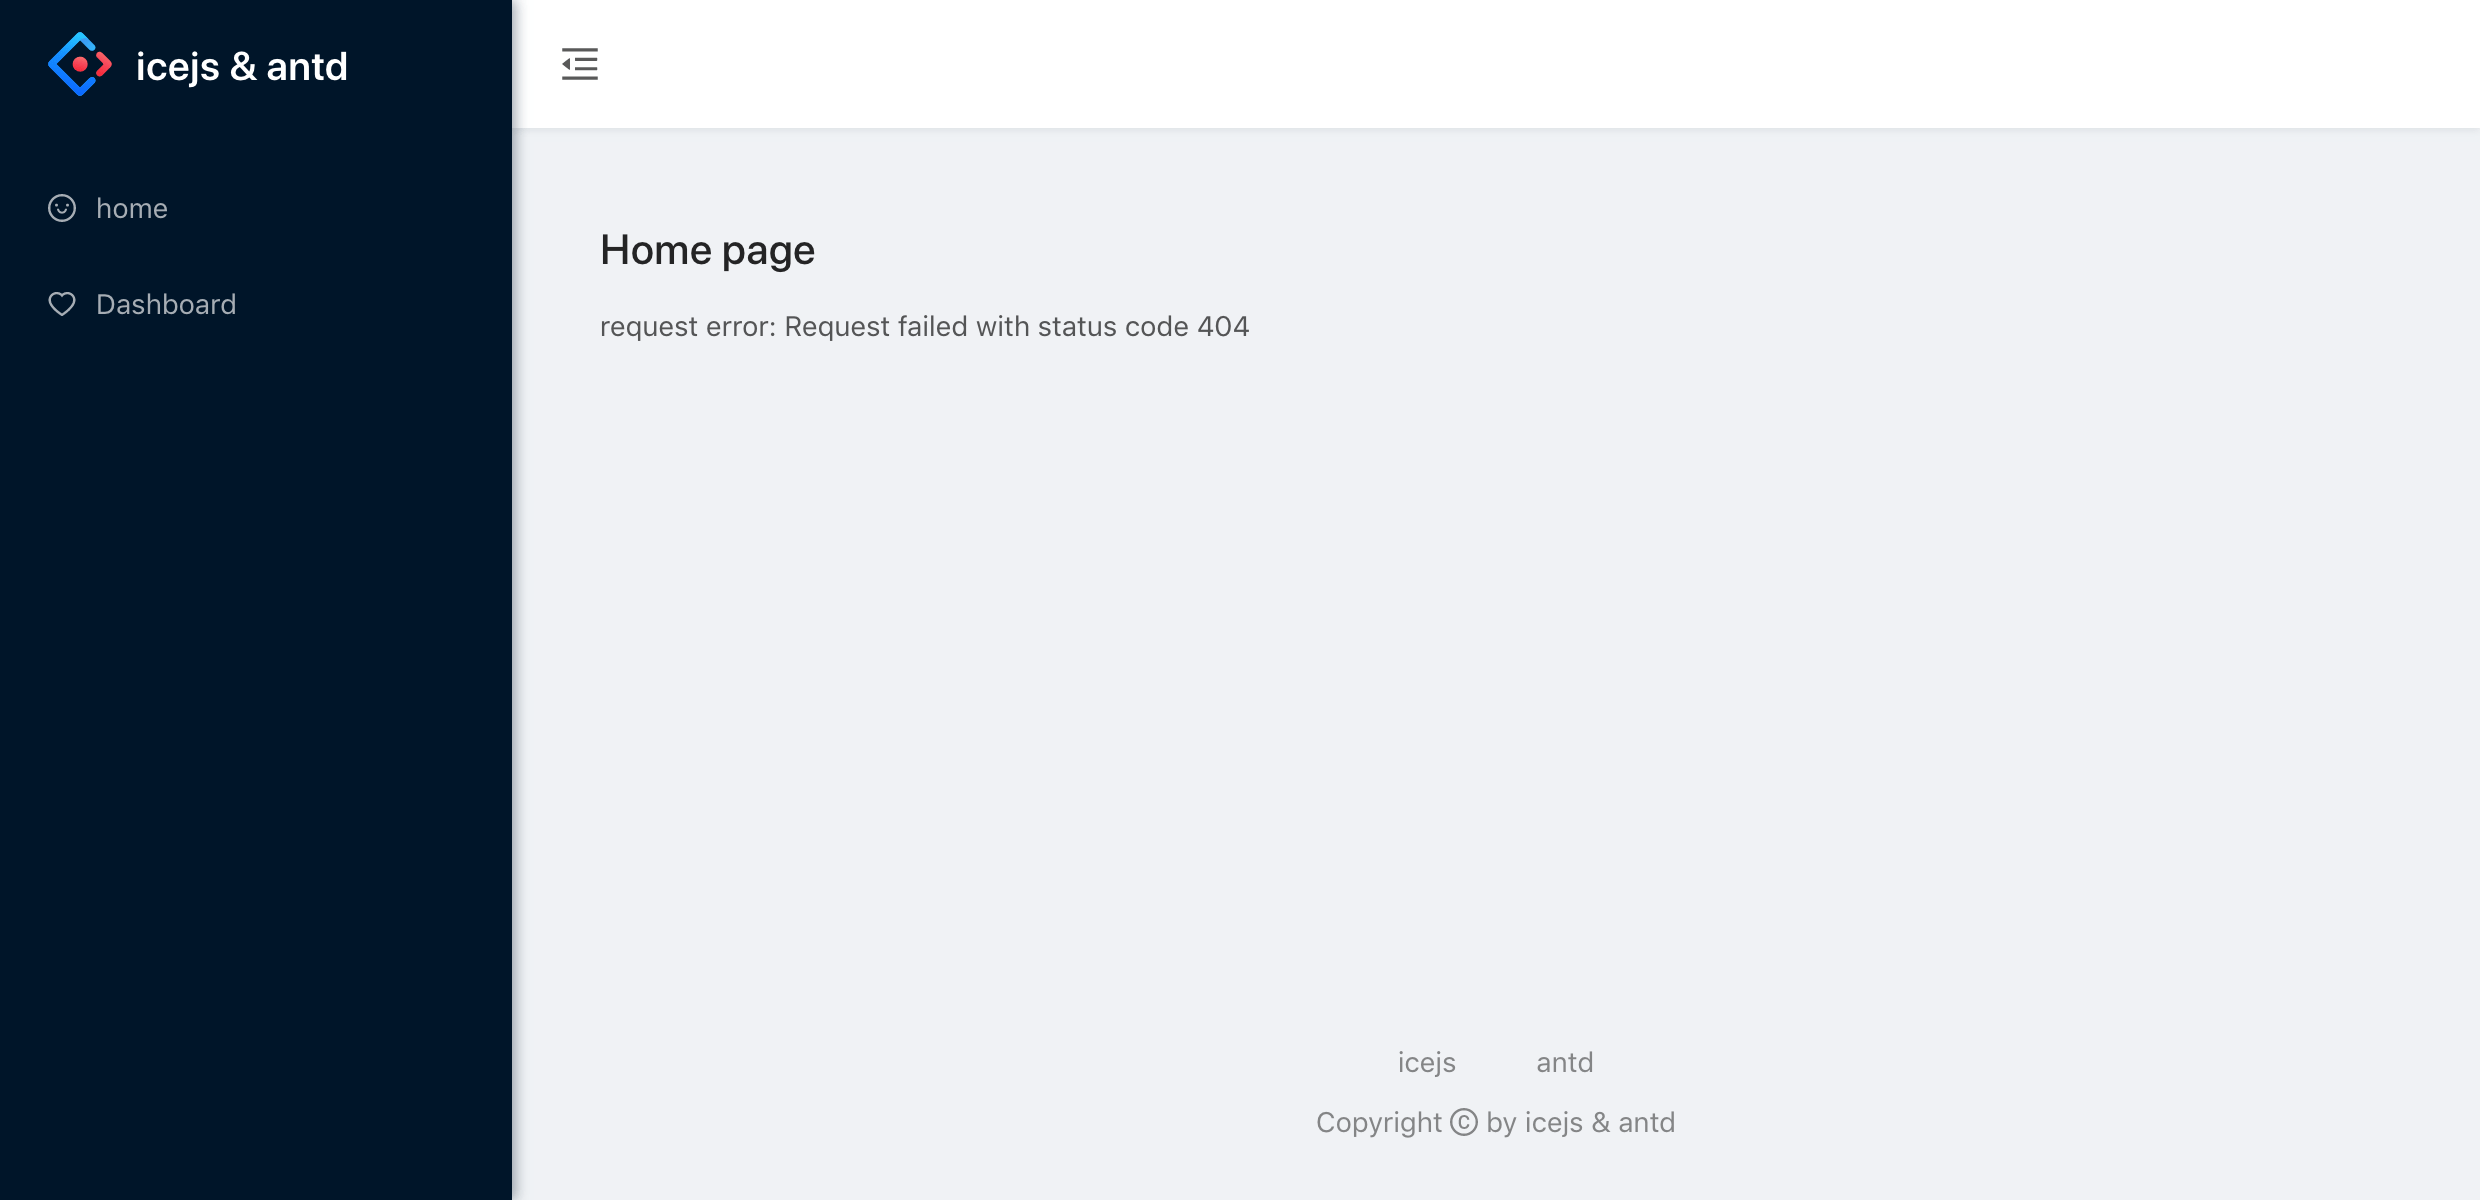 icejs & antd
home
Dashboard
Home page
request error: Request failed with status code 404
icejs antd
Copyright © by icejs & antd